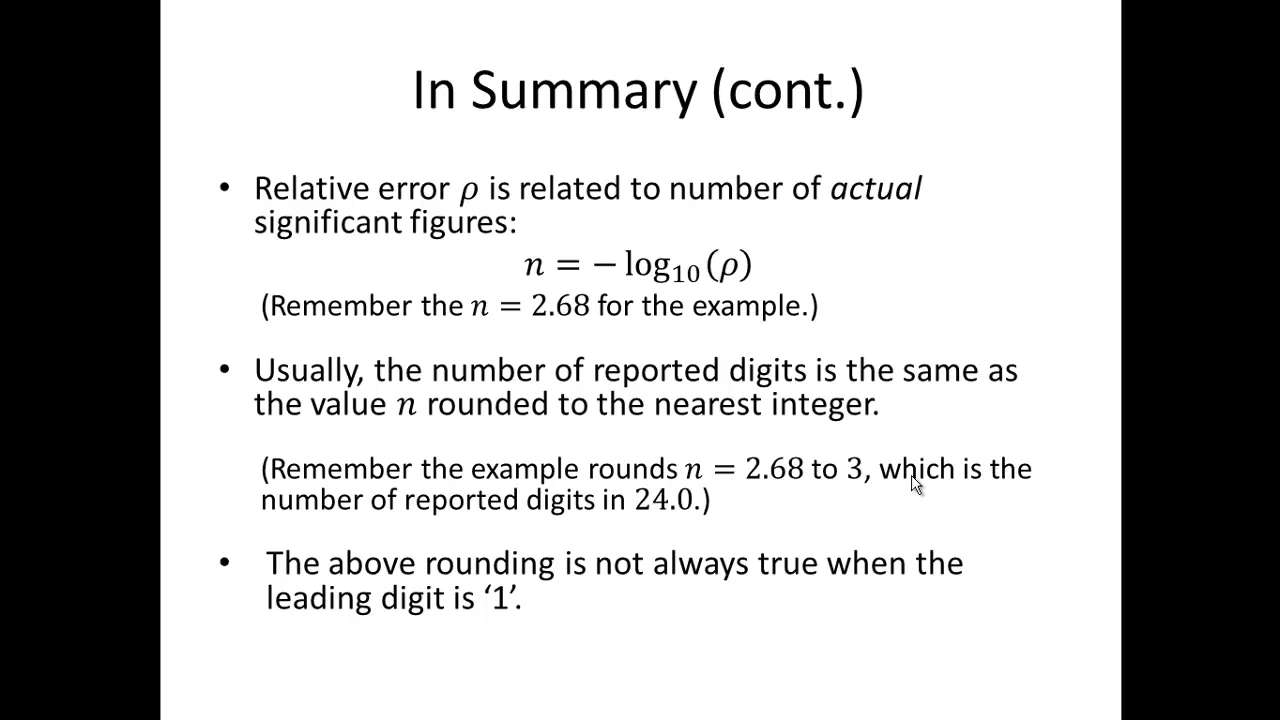 In Summary (cont.)
• Relative error ρ is related to number of actual
significant figures:
n = − log₁₀(ρ)
(Remember the n = 2.68 for the example.)
• Usually, the number of reported digits is the same as
the value n rounded to the nearest integer.
(Remember the example rounds n = 2.68 to 3, which is the
number of reported digits in 24.0.)
• The above rounding is not always true when the
leading digit is ‘1’.